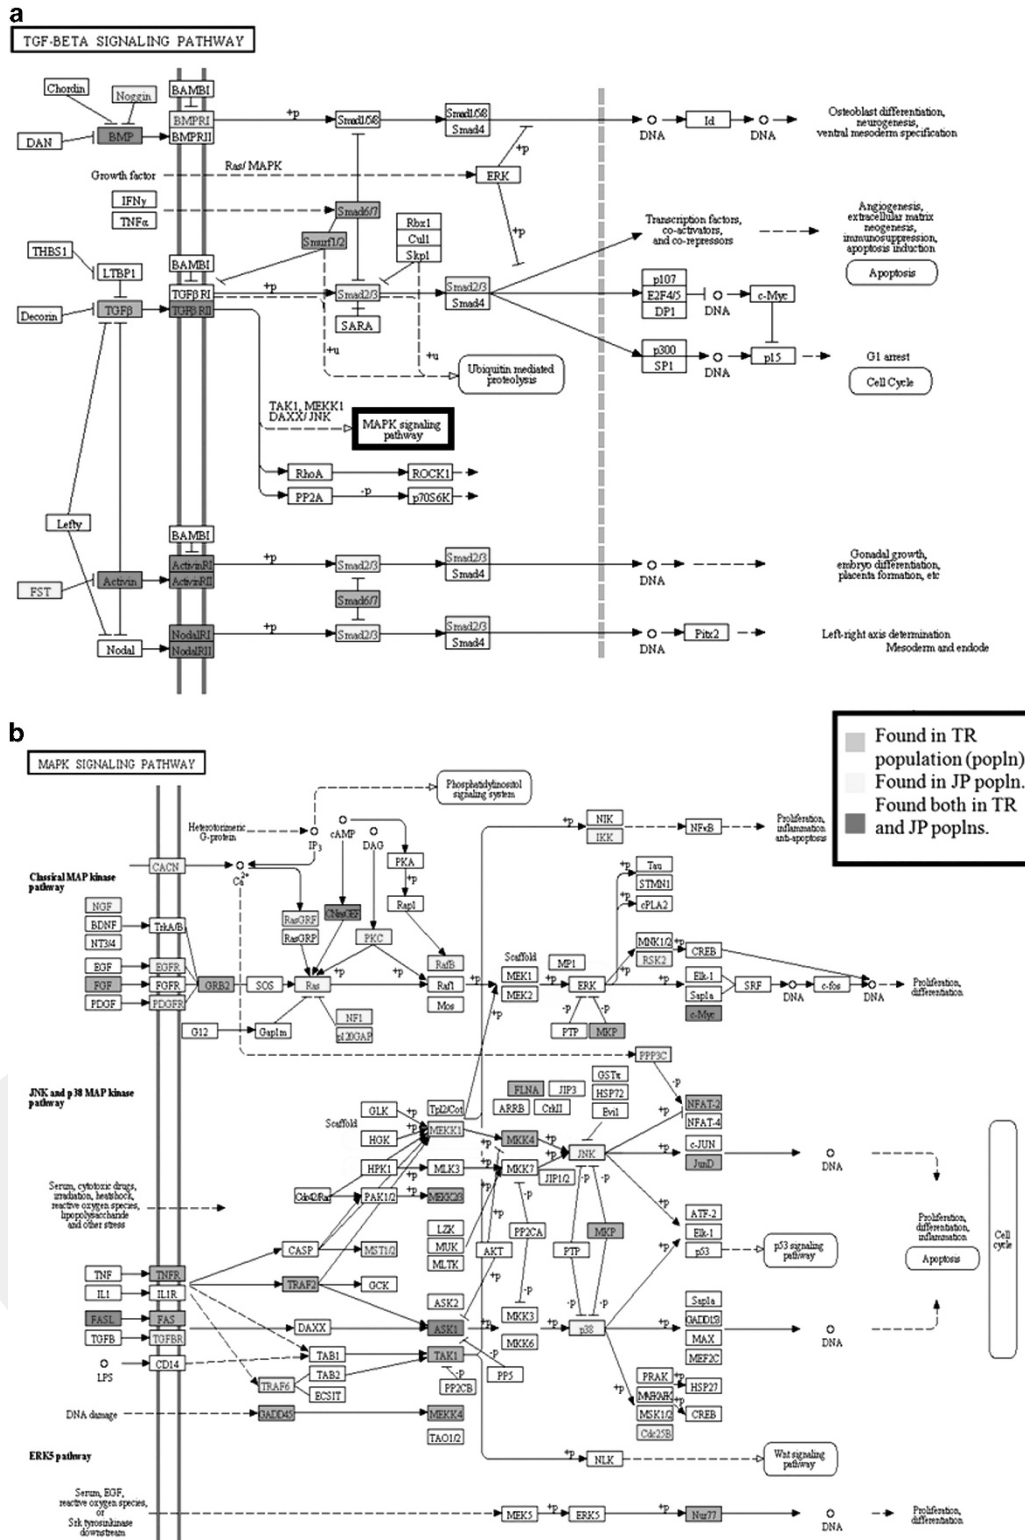 a
TGF-BETA SIGNALING PATHWAY
Chordin
Noggin
BAMBI
DAN
BMP
BMPRI
BMPRII
+p
Smad1/5/8
Smad1/5/8
Smad4
DNA
Id
DNA
Osteoblast differentiation,
neurogenesis,
ventral mesoderm specification
Growth factor
Ras/ MAPK
ERK
+p
+p
IFNγ
TNFα
Smad6/7
Smurf1/2
Rbx1
Cul1
Skp1
Transcription factors,
co-activators,
and co-repressors
Angiogenesis,
extracellular matrix
neogenesis,
immunosuppression,
apoptosis induction
Apoptosis
THBS1
LTBP1
BAMBI
Decorin
TGFβ
TGFβ RI
TGFβ RII
+p
Smad2/3
SARA
Smad2/3
Smad4
p107
E2F4/5
DP1
DNA
c-Myc
p300
SP1
DNA
p15
G1 arrest
Cell Cycle
+u
+u
Ubiquitin mediated
proteolysis
TAK1, MEKK1
DAXX/ JNK
MAPK signaling
pathway
RhoA
ROCK1
PP2A
-p
p70S6K
Lefty
BAMBI
FST
Activin
ActivinRI
ActivinRII
+p
Smad2/3
Smad2/3
Smad4
DNA
Gonadal growth,
embryo differentiation,
placenta formation, etc
Smad6/7
Nodal
NodalRI
NodalRII
+p
Smad2/3
Smad2/3
Smad4
DNA
Pitx2
Left-right axis determination
Mesoderm and endode
b
MAPK SIGNALING PATHWAY
Found in TR
population (popln)
Found in JP popln.
Found both in TR
and JP poplns.
Phosphatidylinositol
signaling system
Heterotorimeric
G-protein
IP3
cAMP
DAG
PKA
+p
Rap1
CACN
Ca2+
Classical MAP kinase
pathway
NGF
BDNF
NT3/4
TrkA/B
EGF
EGFR
FGF
FGFR
PDGF
PDGFR
GRB2
SOS
RasGRF
RasGRP
CNasGEF
PKC
Ras
+p
+p
RafB
Raf1
Mos
G12
Gap1m
NF1
p120GAP
+p
+p
Scaffold
MEK1
MEK2
MP1
+p
ERK
PTP
MKP
-p
-p
+p
NIK
IKK
NFκB
Proliferation,
inflammation
anti-apoptosis
Tau
STMN1
cPLA2
+p
+p
MNK1/2
RSK2
+p
CREB
+p
+p
Elk-1
Sap1a
c-Myc
SRF
DNA
c-fos
DNA
Proliferation,
differentiation.
PPP3C
-p
JNK and p38 MAP kinase
pathway
Scaffold
GLK
HGK
HPK1
Tpl2/Cot
MEKK1
MLK3
Cdc42/Rac
PAK1/2
MEKK2/3
LZK
MUK
MLTK
FLNA
JIP3
ARRB
CrkII
GSTπ
HSP72
Evi1
MKK4
MKK7
JNK
JIP1/2
+p
+p
+p
NFAT-2
NFAT-4
c-JUN
JunD
DNA
ATF-2
Elk-1
p53
p53 signaling
pathway
Proliferation,
differentiation,
inflammation
Apoptosis
Cell
cycle
Serum, cytotoxic drugs,
irradiation, heatshock,
reactive oxygen species,
lipopolysaccharide
and other stress
CASP
MST1/2
AKT
PP2CA
PTP
MKP
TNF
TNFR
IL1
IL1R
FASL
FAS
TGFB
TGFBR
LPS
CD14
TRAF2
GCK
ASK2
DAXX
ASK1
TAB1
TAK1
TAB2
ECSIT
TRAF6
PP2CB
PP5
MKK3
MKK6
p38
+p
+p
-p
-p
Sap1a
GADD153
MAX
MEF2C
DNA
PRAK
MSK1/2
Cdc25B
HSP27
CREB
DNA damage
GADD45
MEKK4
TAO1/2
ERK5 pathway
+p
NLK
Wnt signaling
pathway
Serum, EGF,
reactive oxygen species,
or
Srk tyrosinkinase
downstream
MEK5
+p
ERK5
+p
Nur77
DNA
Proliferation,
differentiation.